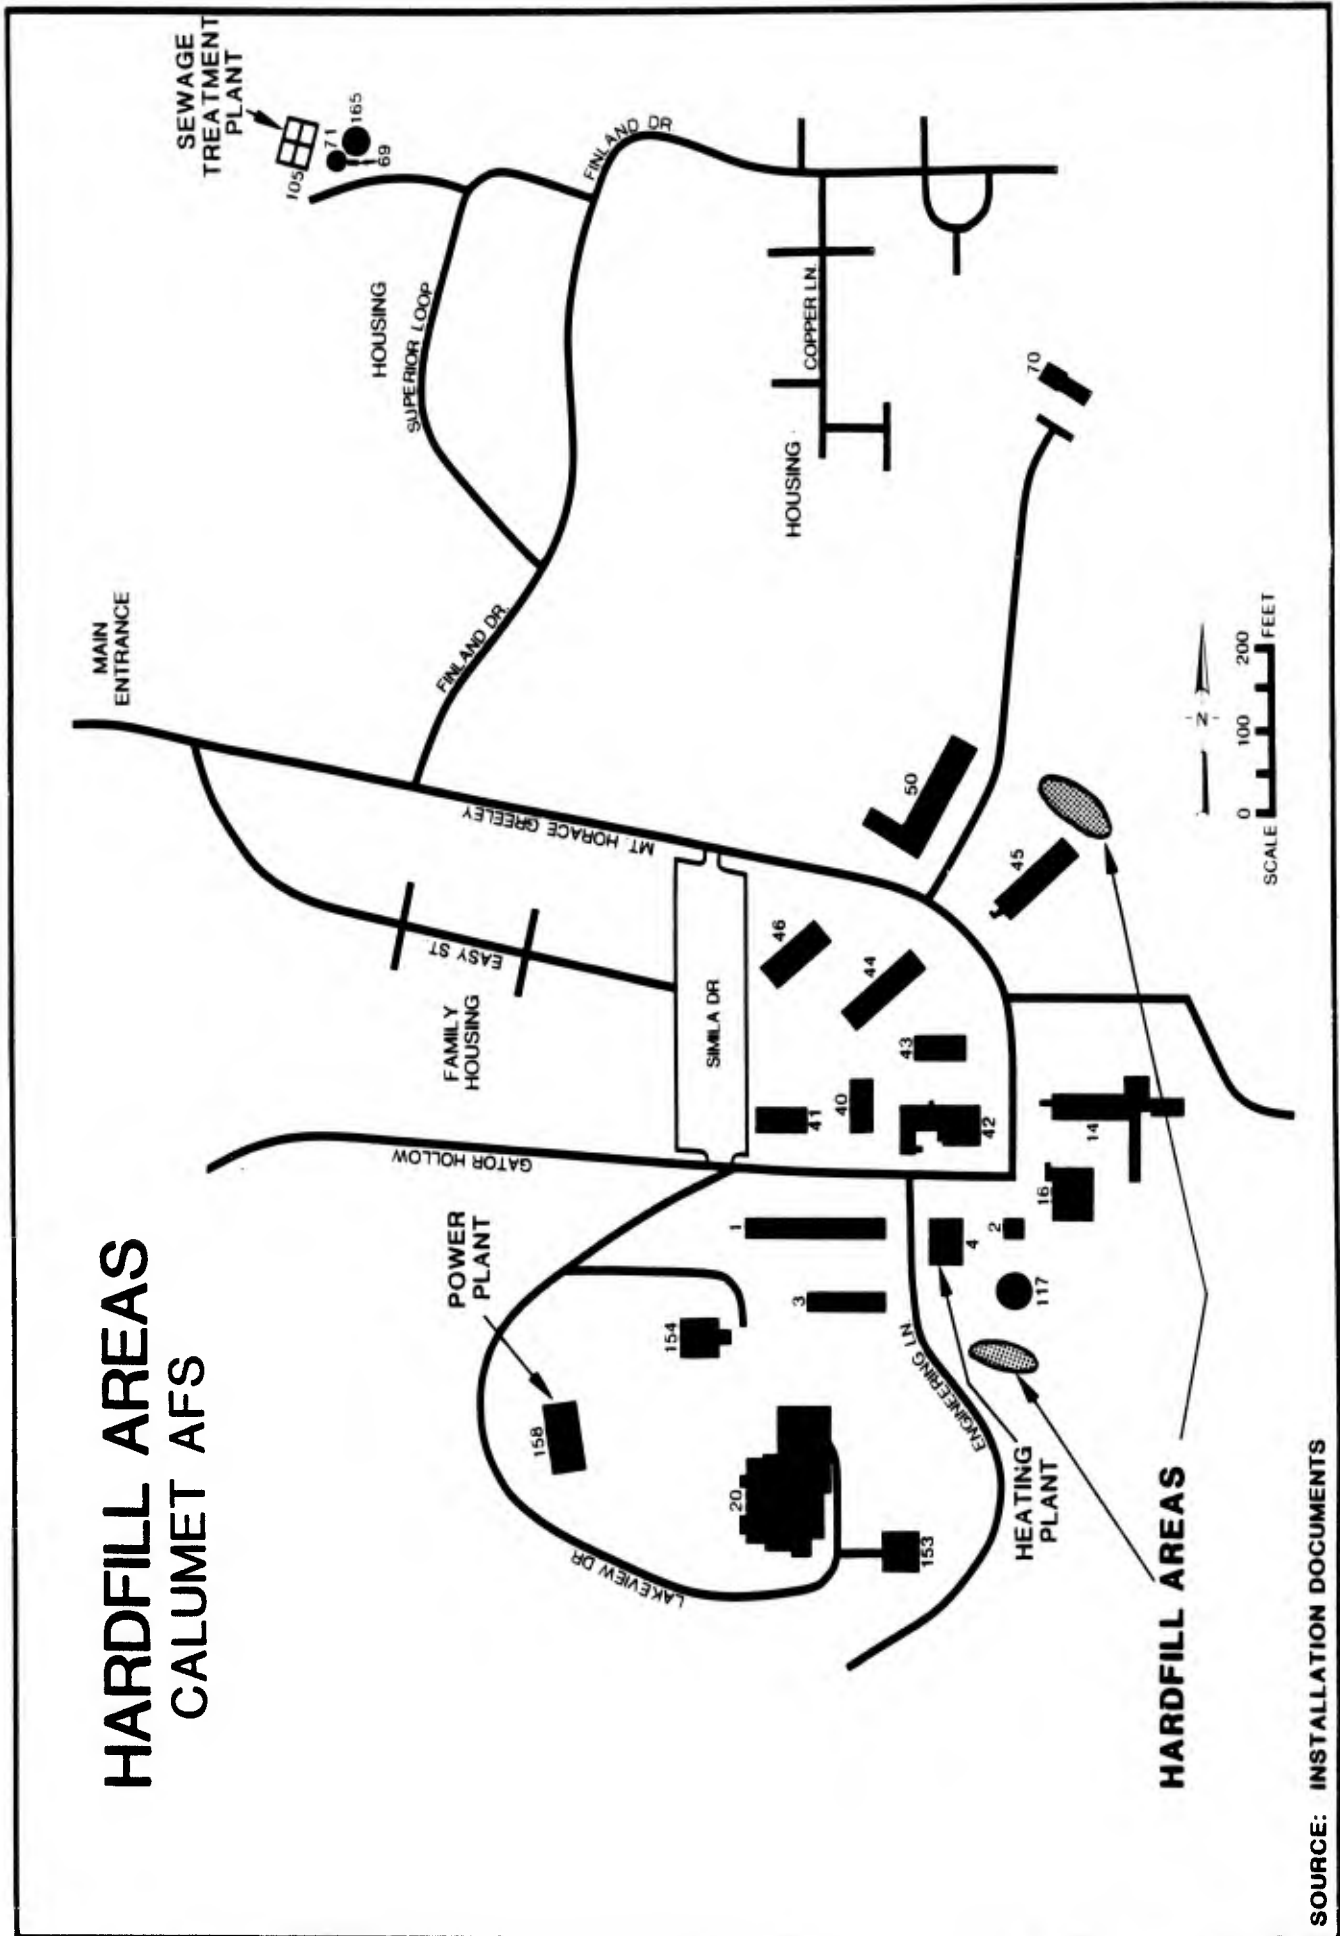 HARDFILL AREAS
CALUMET AFS
SEWAGE
TREATMENT
PLANT
105
71
165
69
HOUSING
SUPERIOR LOOP
FINLAND DR
MAIN
ENTRANCE
FINLAND DR.
COPPER LN.
HOUSING
70
MT. HORACE GREELEY
EASY ST
FAMILY
HOUSING
SIMILA DR
GATOR HOLLOW
50
45
46
44
43
40
41
42
14
16
POWER
PLANT
1
2
3
4
117
154
158
20
153
ENGINEERING LN
LAKEVIEW DR
HEATING
PLANT
HARDFILL AREAS
-N-
0 100 200
SCALE FEET
SOURCE: INSTALLATION DOCUMENTS